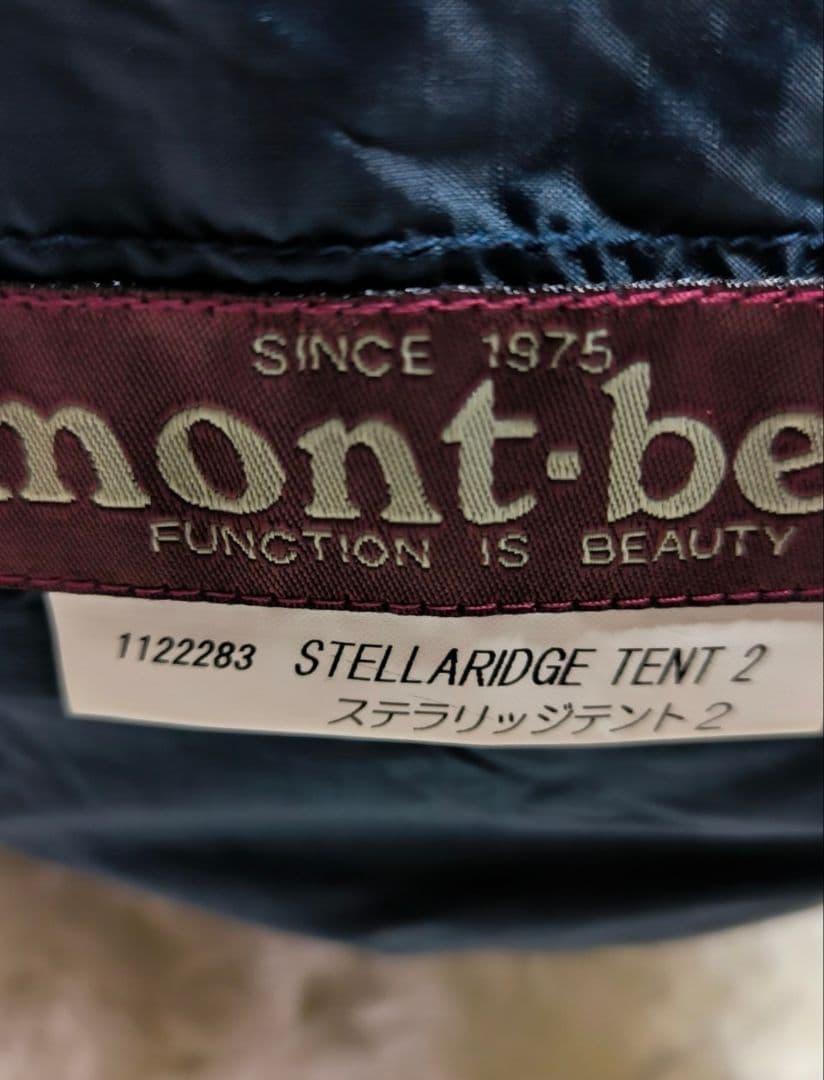 SINCE 1975
mont-be
FUNCTION IS BEAUTY
1122283 STELLARIDGE TENT 2
ステラリッジテント2